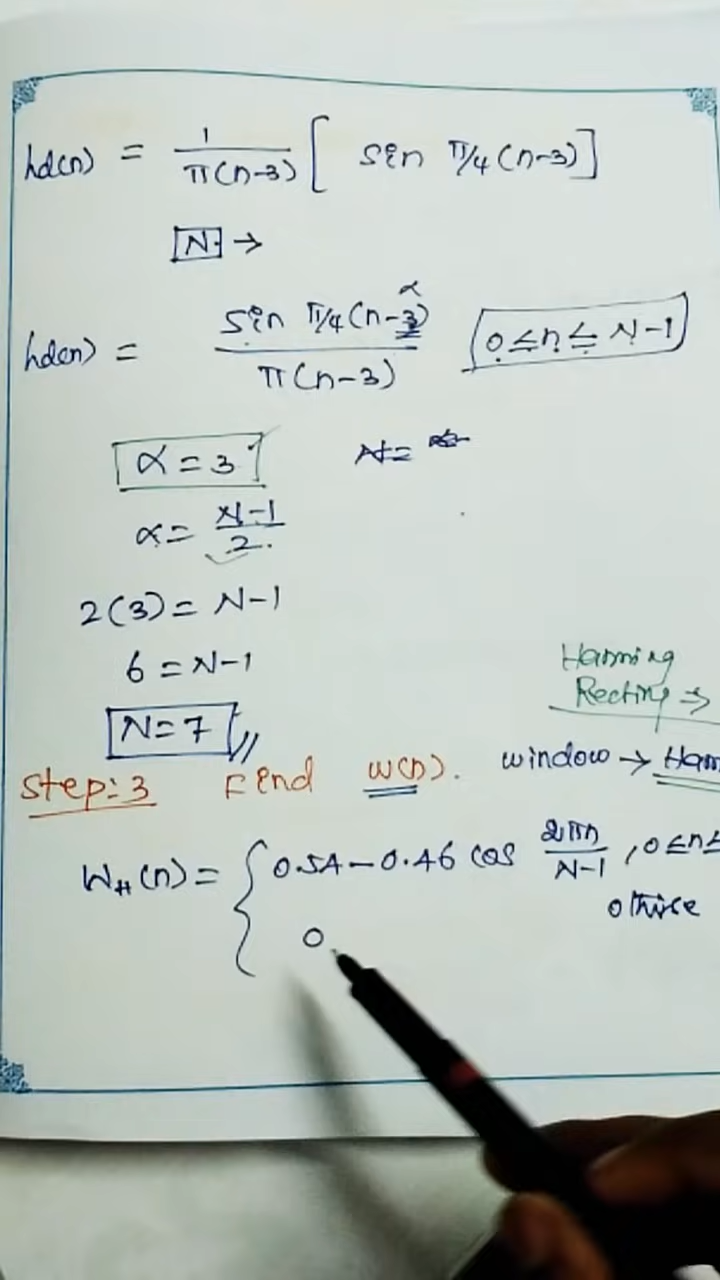 hd(n) = 1/π(n-3) [ sin π/4 (n-3) ]
N →
hd(n) = sin π/4 (n-3) / π(n-3)    0 ≤ n ≤ N-1
α
α = 3    N =
α = N-1/2
2(3) = N-1
6 = N-1
N = 7
Hamming
Recting →
Step: 3 Find w(n). window → Ham
W_H(n) = { 0.54 - 0.46 cos 2πn/N-1 , 0 ≤ n ≤
0 othise